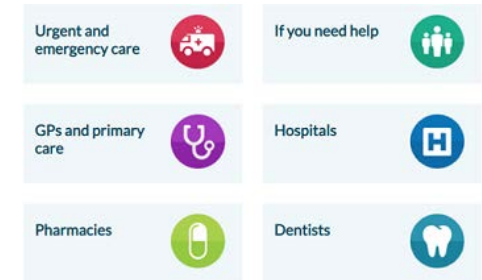 Urgent and
emergency care
If you need help
GPs and primary
care
Hospitals
H
Pharmacies
Dentists